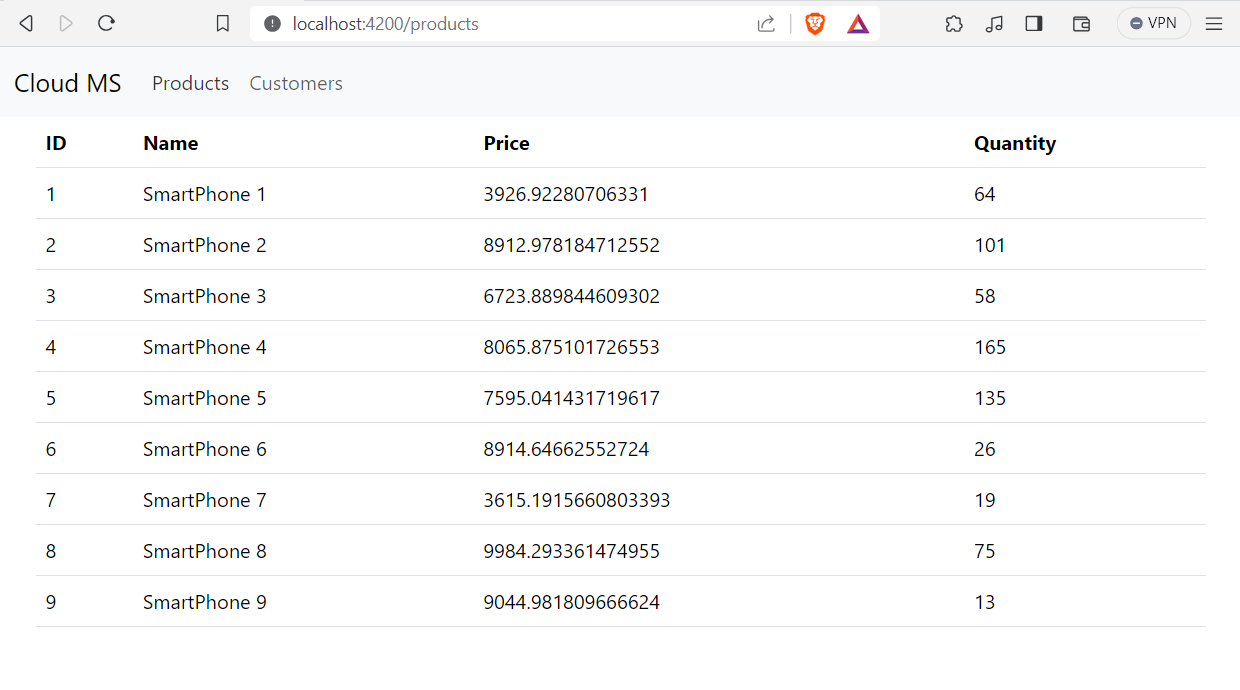 localhost:4200/products
VPN
Cloud MS Products Customers
ID Name Price Quantity
1 SmartPhone 1 3926.92280706331 64
2 SmartPhone 2 8912.978184712552 101
3 SmartPhone 3 6723.889844609302 58
4 SmartPhone 4 8065.875101726553 165
5 SmartPhone 5 7595.041431719617 135
6 SmartPhone 6 8914.64662552724 26
7 SmartPhone 7 3615.1915660803393 19
8 SmartPhone 8 9984.293361474955 75
9 SmartPhone 9 9044.981809666624 13